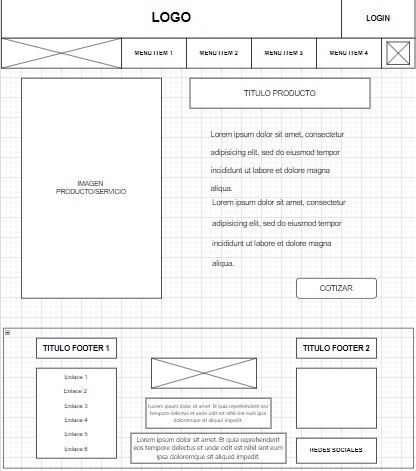 LOGO
LOGIN
MENU ITEM 1
MENU ITEM 2
MENU ITEM 3
MENU ITEM 4
TITULO PRODUCTO
IMAGEN
PRODUCTO/SERVICIO
Lorem ipsum dolor sit amet, consectetur
adipisicing elit, sed do eiusmod tempor
incididunt ut labore et dolore magna
aliqua.
Lorem ipsum dolor sit amet, consectetur
adipisicing elit, sed do eiusmod tempor
incididunt ut labore et dolore magna
aliqua.
COTIZAR
TITULO FOOTER 1
Enlace 1
Enlace 2
Enlace 3
Enlace 4
Enlace 5
Enlace 6
Lorem ipsum dolor sit amet. Et quia reprehenderit eos
tempore delectus et unde odit est nihil sint eum ipsa
dolorem similique aliquid impedit
Lorem ipsum dolor sit amet. Et quia reprehenderit
eos tempore delectus et unde odit est nihil sint eum
ipsa dolorem similique aliquid impedit.
TITULO FOOTER 2
REDES SOCIALES